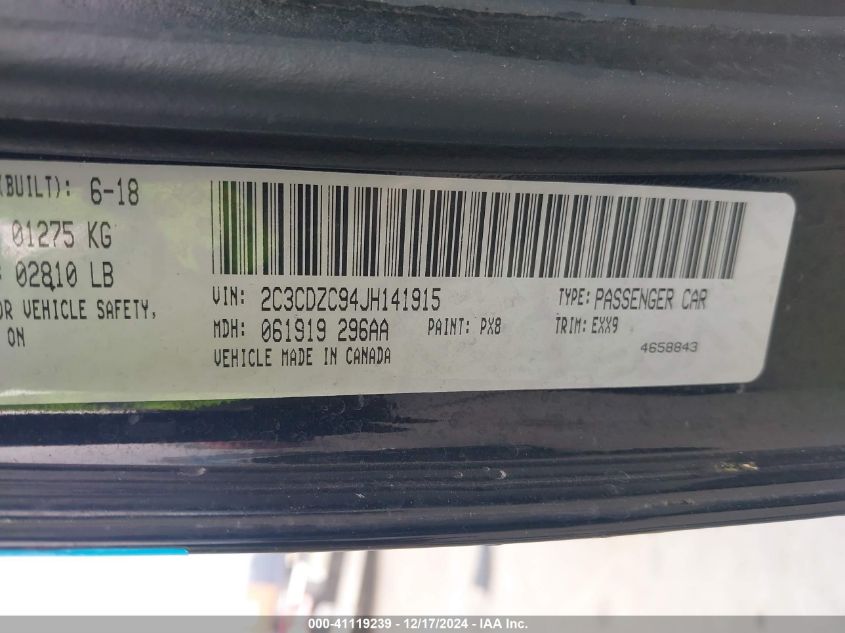 (BUILT): 6-18
01275 KG
02810 LB
OR VEHICLE SAFETY,
ON
VIN: 2C3CDZC94JH141915 TYPE: PASSENGER CAR
MDH: 061919 296AA PAINT: PX8 TRIM: EXX9
VEHICLE MADE IN CANADA 4658843
000-41119239 - 12/17/2024 - IAA Inc.